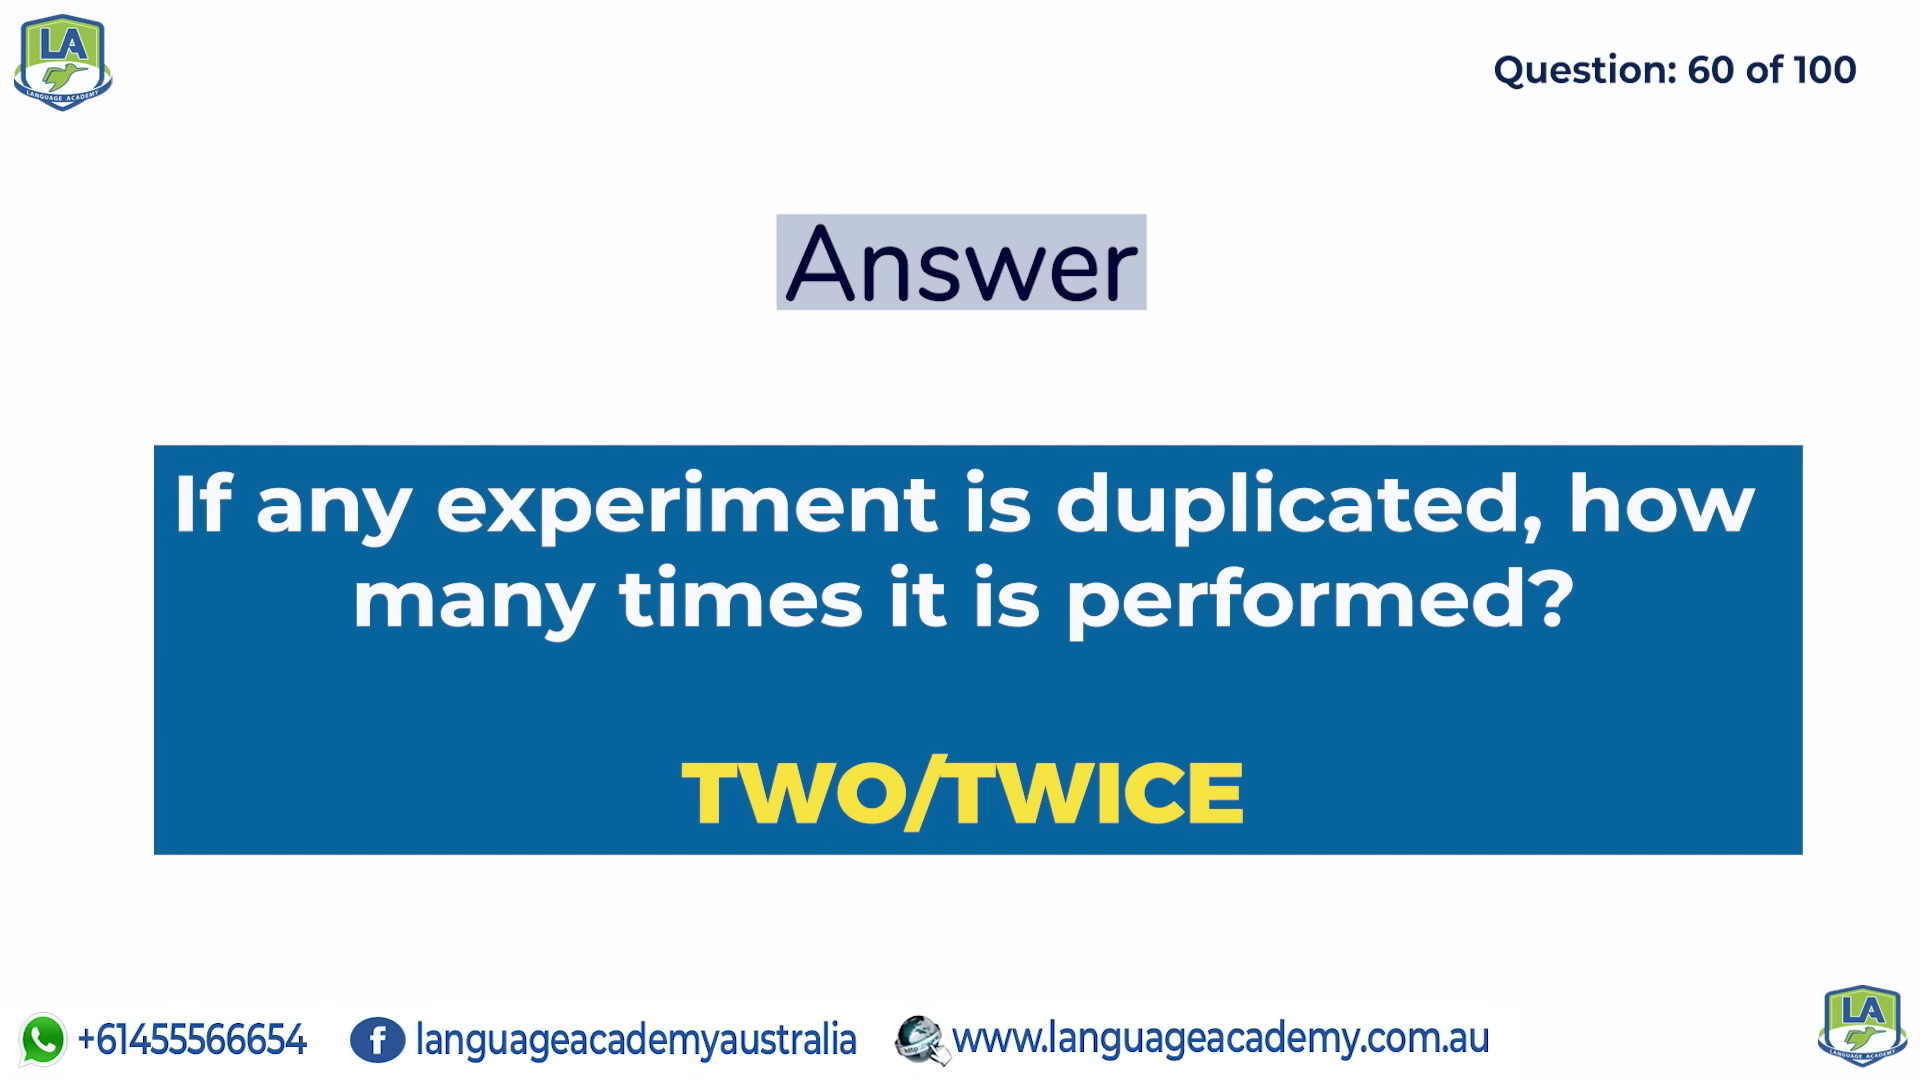 LA
LANGUAGE ACADEMY
Question: 60 of 100
Answer
If any experiment is duplicated, how
many times it is performed?
TWO/TWICE
+61455566654
languageacademyaustralia
www.languageacademy.com.au
LA
LANGUAGE ACADEMY